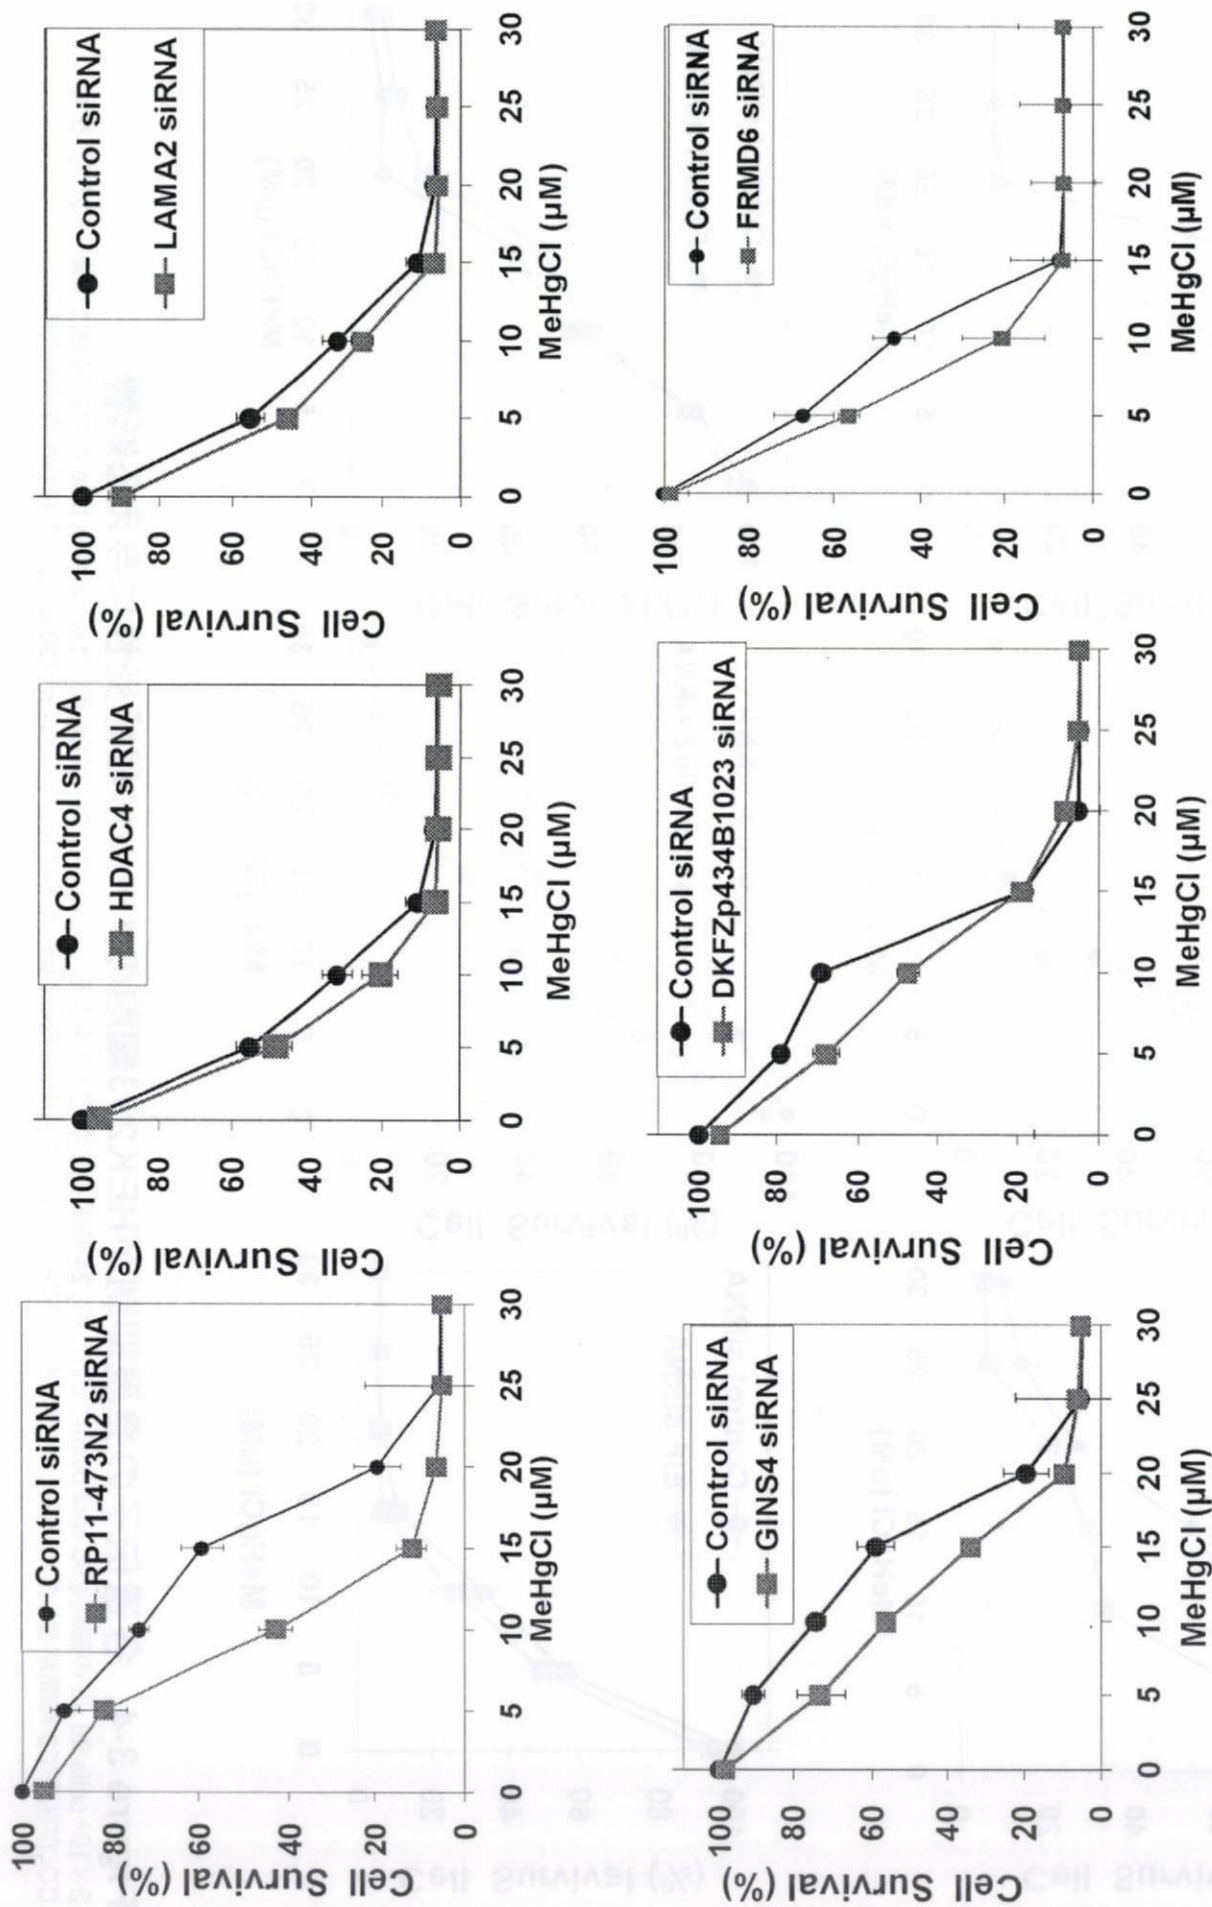 Cell Survival (%)
100
80
60
40
20
0
Control siRNA
RP11-473N2 siRNA
0 5 10 15 20 25 30
MeHgCl (µM)
Cell Survival (%)
100
80
60
40
20
0
Control siRNA
HDAC4 siRNA
0 5 10 15 20 25 30
MeHgCl (µM)
Cell Survival (%)
100
80
60
40
20
0
Control siRNA
LAMA2 siRNA
0 5 10 15 20 25 30
MeHgCl (µM)
Cell Survival (%)
100
80
60
40
20
0
Control siRNA
GINS4 siRNA
0 5 10 15 20 25 30
MeHgCl (µM)
Cell Survival (%)
100
80
60
40
20
0
Control siRNA
DKFZp434B1023 siRNA
0 5 10 15 20 25 30
MeHgCl (µM)
Cell Survival (%)
100
80
60
40
20
0
Control siRNA
FRMD6 siRNA
0 5 10 15 20 25 30
MeHgCl (µM)